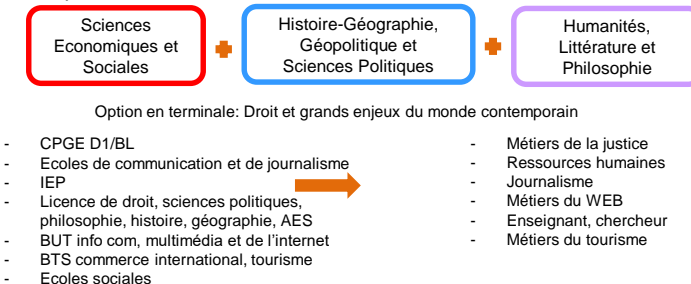 Sciences
Economiques et
Sociales
Histoire-Géographie,
Géopolitique et
Sciences Politiques
Humanités,
Littérature et
Philosophie
Option en terminale: Droit et grands enjeux du monde contemporain
- CPGE D1/BL
- Ecoles de communication et de journalisme
- IEP
- Licence de droit, sciences politiques,
philosophie, histoire, géographie, AES
- BUT info com, multimédia et de l'internet
- BTS commerce international, tourisme
- Ecoles sociales
- Métiers de la justice
- Ressources humaines
- Journalisme
- Métiers du WEB
- Enseignant, chercheur
- Métiers du tourisme